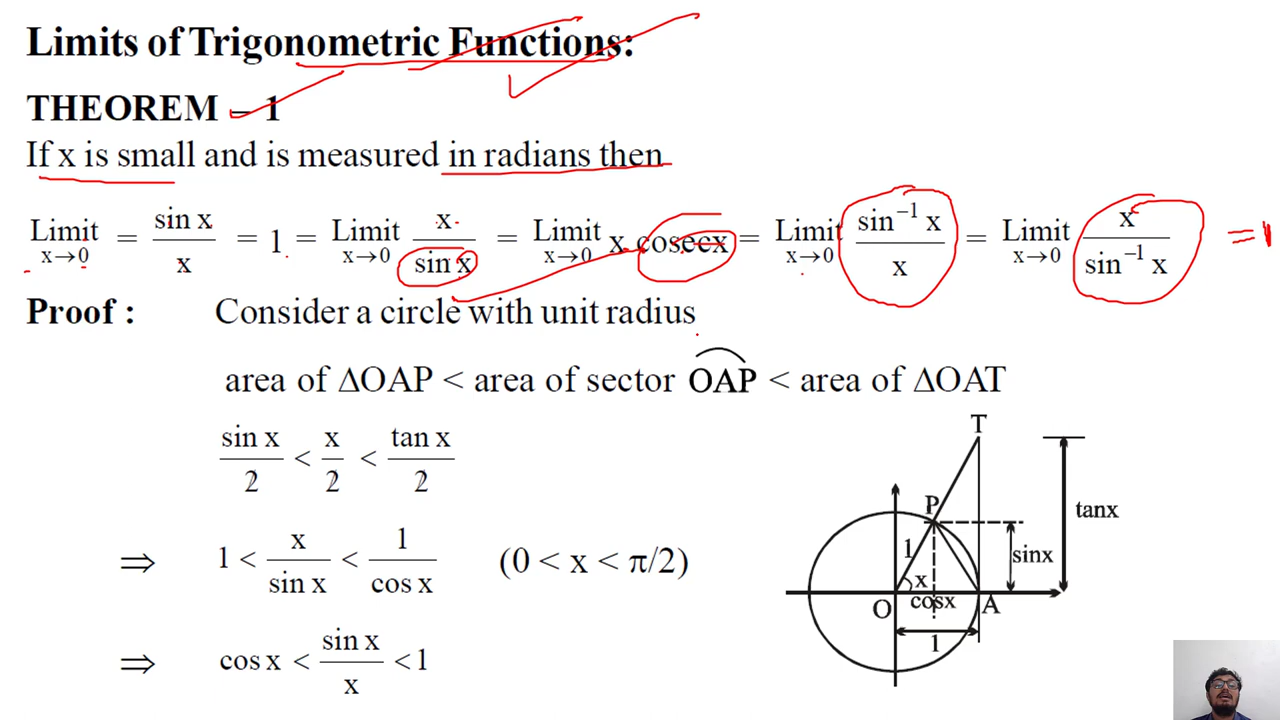 Limits of Trigonometric Functions:
THEOREM – 1
If x is small and is measured in radians then
Limit x→0 = sin x / x = 1 = Limit x→0 x / sin x = Limit x→0 x cosecx = Limit x→0 sin⁻¹ x / x = Limit x→0 x / sin⁻¹ x = 1
Proof : Consider a circle with unit radius
area of ΔOAP < area of sector OAP < area of ΔOAT
sin x / 2 < x / 2 < tan x / 2
⇒ 1 < x / sin x < 1 / cos x (0 < x < π/2)
⇒ cos x < sin x / x < 1
T
P
tanx
1
sinx
x
O
cosx
A
1